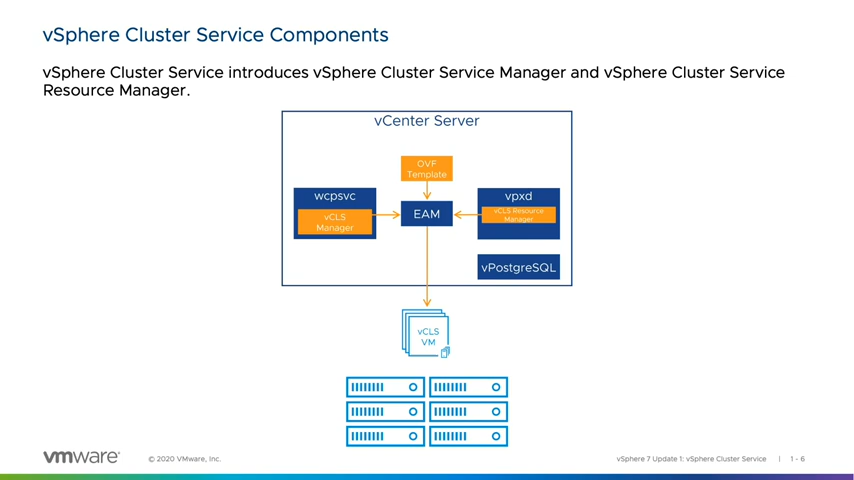 vSphere Cluster Service Components
vSphere Cluster Service introduces vSphere Cluster Service Manager and vSphere Cluster Service
Resource Manager.
vCenter Server
OVF
Template
wcpsvc
vCLS
Manager
EAM
vpxd
vCLS Resource
Manager
vPostgreSQL
vCLS
VM
vmware®
© 2020 VMware, Inc.
vSphere 7 Update 1: vSphere Cluster Service | 1 - 6